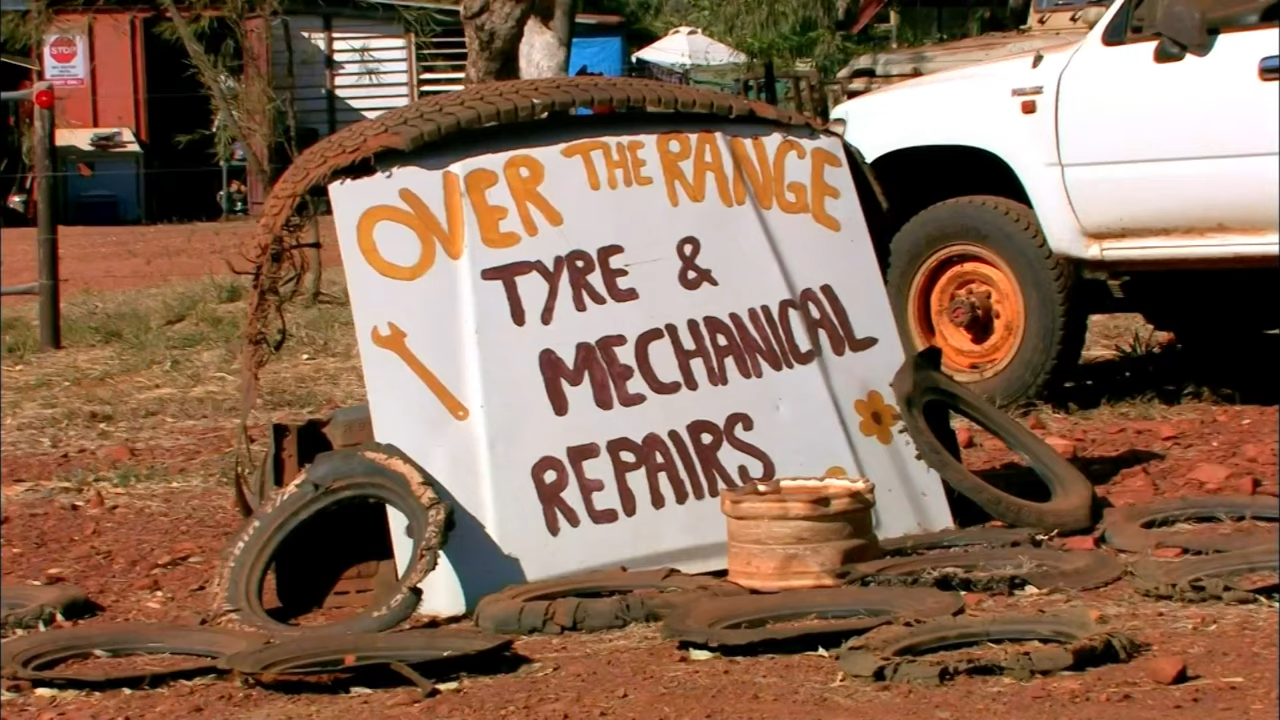 STOP
OVER THE RANGE
TYRE &
MECHANICAL
REPAIRS